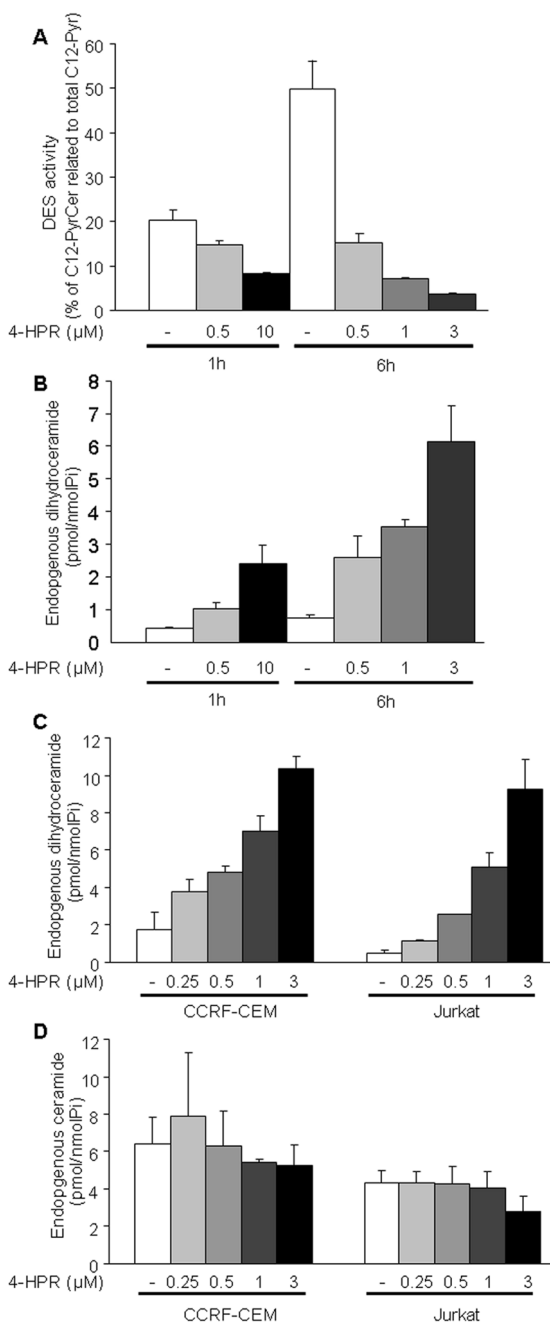 A
DES activity
(% of C12-PyrCer related to total C12-Pyr)
60
50
40
30
20
10
0
4-HPR (µM) - 0.5 10 - 0.5 1 3
1h 6h
B
Endopgenous dihydroceramide
(pmol/nmolPi)
8
7
6
5
4
3
2
1
0
4-HPR (µM) - 0.5 10 - 0.5 1 3
1h 6h
C
Endopgenous dihydroceramide
(pmol/nmolPi)
12
10
8
6
4
2
0
4-HPR (µM) - 0.25 0.5 1 3 - 0.25 0.5 1 3
CCRF-CEM Jurkat
D
Endopgenous ceramide
(pmol/nmolPi)
12
10
8
6
4
2
0
4-HPR (µM) - 0.25 0.5 1 3 - 0.25 0.5 1 3
CCRF-CEM Jurkat